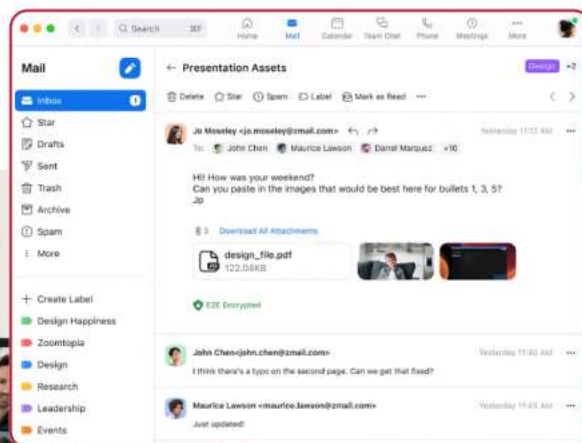 Search ⌘F
Home
Mail
Calendar
Team Chat
Phone
Meetings
More
Mail
Inbox 1
Star
Drafts
Sent
Trash
Archive
Spam
More
Create Label
Design Happiness
Zoomtopia
Design
Research
Leadership
Events
Presentation Assets
Design +2
Delete Star Spam Label Mark as Read
Jo Moseley <jo.moseley@zmail.com>
Yesterday 11:12 AM
To: John Chen Maurice Lawson Darrel Marquez +10
Hi! How was your weekend?
Can you paste in the images that would be best here for bullets 1, 3, 5?
Jp
3 Download All Attachments
design_file.pdf
122.04KB
E2E Encrypted
John Chen<john.chen@zmail.com>
Yesterday 11:40 AM
I think there's a typo on the second page. Can we get that fixed?
Maurice Lawson <maurice.lawson@zmail.com>
Yesterday 11:45 AM
Just updated!